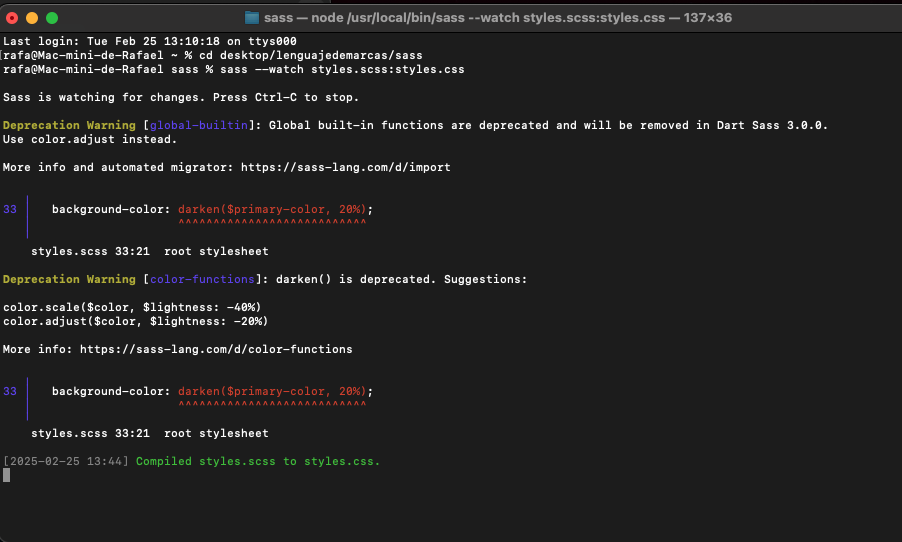 sass — node /usr/local/bin/sass --watch styles.scss:styles.css — 137×36
Last login: Tue Feb 25 13:10:18 on ttys000
[rafa@Mac-mini-de-Rafael ~ % cd desktop/lenguajedemarcas/sass
rafa@Mac-mini-de-Rafael sass % sass --watch styles.scss:styles.css
Sass is watching for changes. Press Ctrl-C to stop.
Deprecation Warning [global-builtin]: Global built-in functions are deprecated and will be removed in Dart Sass 3.0.0.
Use color.adjust instead.
More info and automated migrator: https://sass-lang.com/d/import
33 │   background-color: darken($primary-color, 20%);
^^^^^^^^^^^^^^^^^^^^^^^^^^^
styles.scss 33:21  root stylesheet
Deprecation Warning [color-functions]: darken() is deprecated. Suggestions:
color.scale($color, $lightness: -40%)
color.adjust($color, $lightness: -20%)
More info: https://sass-lang.com/d/color-functions
33 │   background-color: darken($primary-color, 20%);
^^^^^^^^^^^^^^^^^^^^^^^^^^^
styles.scss 33:21  root stylesheet
[2025-02-25 13:44] Compiled styles.scss to styles.css.